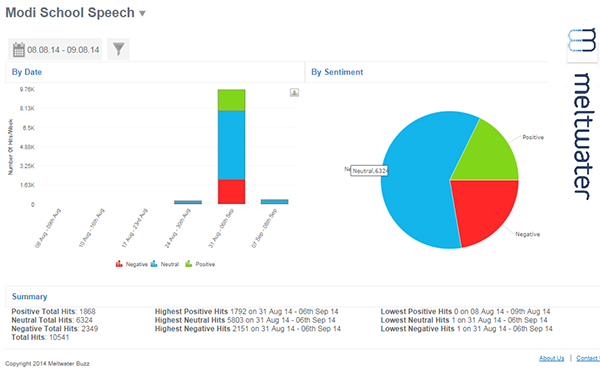 Modi School Speech
08.08.14 - 09.08.14
By Date
By Sentiment
meltwater
Number Of Hits/Week
9.76K
8.13K
6.5K
4.88K
3.25K
1.63K
0
08 Aug - 09th Aug
10 Aug - 16th Aug
17 Aug - 23rd Aug
24 Aug - 30th Aug
31 Aug - 06th Sep
07 Sep - 08th Sep
Negative Neutral Positive
Positive
Neutral,6324
Negative
Summary
Positive Total Hits: 1868
Neutral Total Hits: 6324
Negative Total Hits: 2349
Total Hits: 10541
Highest Positive Hits 1792 on 31 Aug 14 - 06th Sep 14
Highest Neutral Hits 5803 on 31 Aug 14 - 06th Sep 14
Highest Negative Hits 2151 on 31 Aug 14 - 06th Sep 14
Lowest Positive Hits 0 on 08 Aug 14 - 09th Aug 14
Lowest Neutral Hits 1 on 31 Aug 14 - 06th Sep 14
Lowest Negative Hits 1 on 31 Aug 14 - 06th Sep 14
About Us | Contact
Copyright 2014 Meltwater Buzz